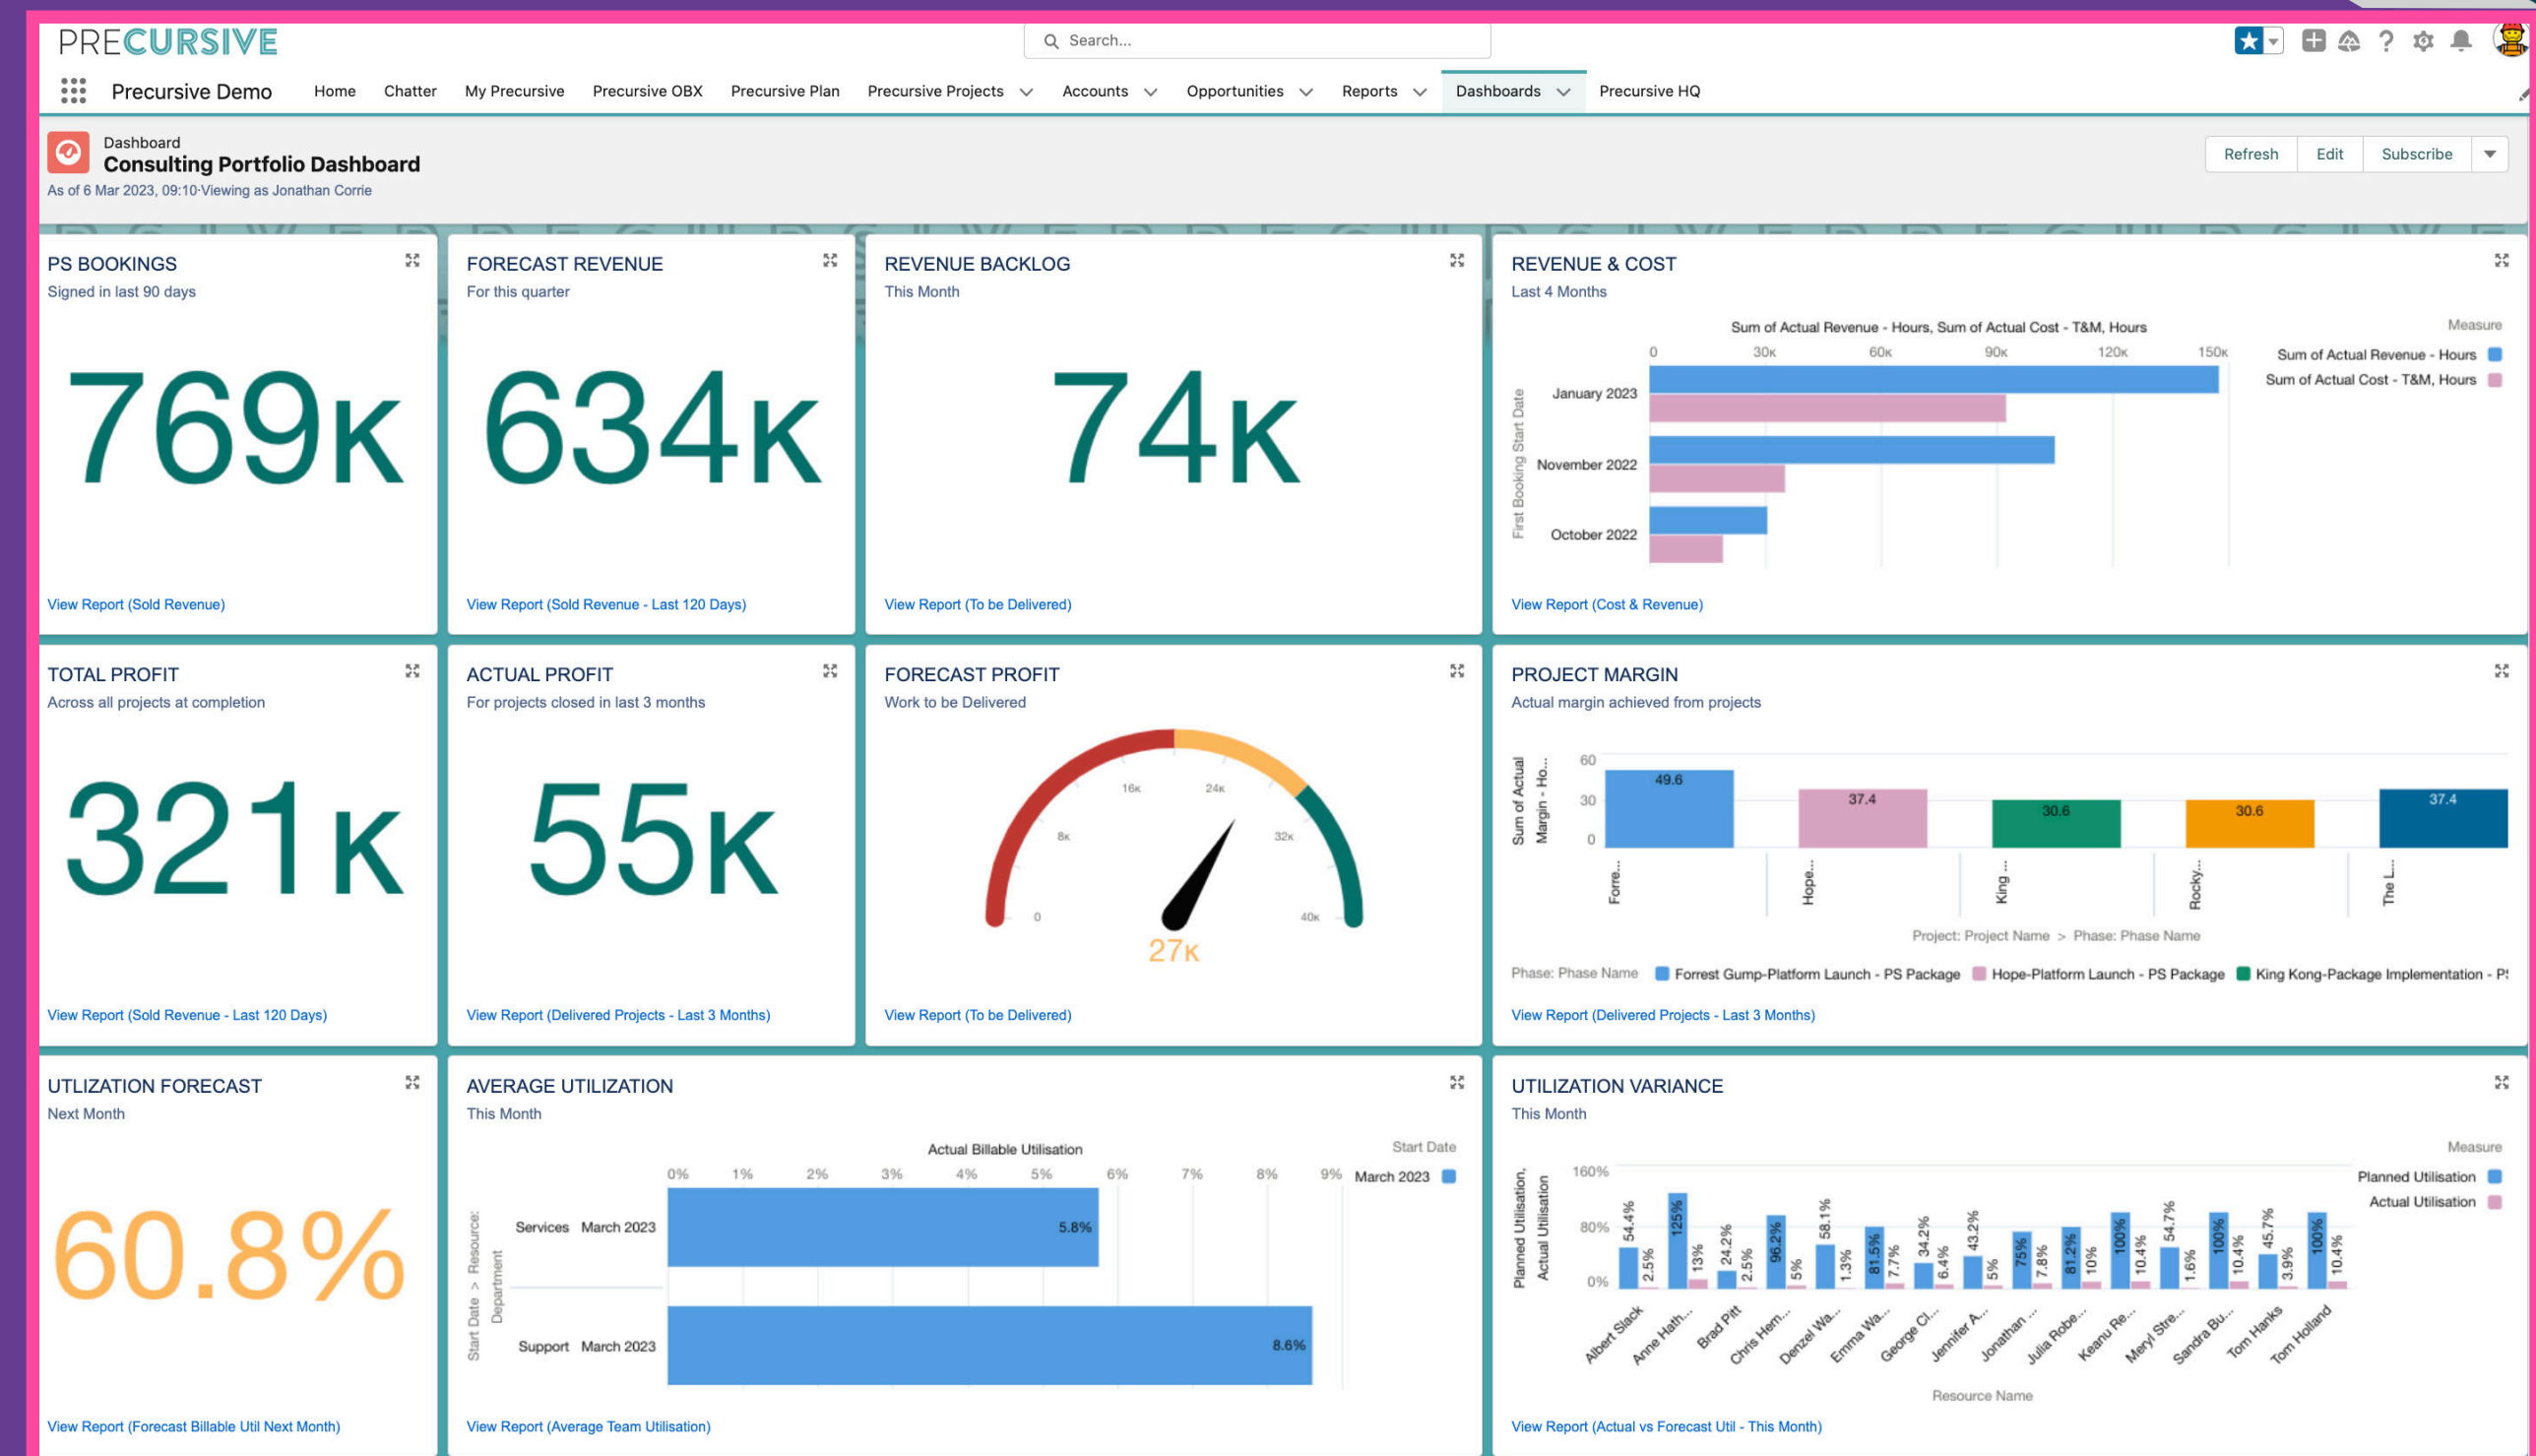 PRECURSIVE
Search...
Precursive Demo
Home
Chatter
My Precursive
Precursive OBX
Precursive Plan
Precursive Projects
Accounts
Opportunities
Reports
Dashboards
Precursive HQ
Dashboard
Consulting Portfolio Dashboard
As of 6 Mar 2023, 09:10·Viewing as Jonathan Corrie
Refresh
Edit
Subscribe
PS BOOKINGS
Signed in last 90 days
769K
View Report (Sold Revenue)
FORECAST REVENUE
For this quarter
634K
View Report (Sold Revenue - Last 120 Days)
REVENUE BACKLOG
This Month
74K
View Report (To be Delivered)
REVENUE & COST
Last 4 Months
Sum of Actual Revenue - Hours, Sum of Actual Cost - T&M, Hours
0 30K 60K 90K 120K 150K
First Booking Start Date
January 2023
November 2022
October 2022
Measure
Sum of Actual Revenue - Hours
Sum of Actual Cost - T&M, Hours
View Report (Cost & Revenue)
TOTAL PROFIT
Across all projects at completion
321K
View Report (Sold Revenue - Last 120 Days)
ACTUAL PROFIT
For projects closed in last 3 months
55K
View Report (Delivered Projects - Last 3 Months)
FORECAST PROFIT
Work to be Delivered
0 8K 16K 24K 32K 40K
27K
View Report (To be Delivered)
PROJECT MARGIN
Actual margin achieved from projects
Sum of Actual
Margin - Ho...
60
30
0
49.6 37.4 30.6 30.6 37.4
Forre... Hope... King ... Rocky... The L...
Project: Project Name > Phase: Phase Name
Phase: Phase Name Forrest Gump-Platform Launch - PS Package Hope-Platform Launch - PS Package King Kong-Package Implementation - PS
View Report (Delivered Projects - Last 3 Months)
UTLIZATION FORECAST
Next Month
60.8%
View Report (Forecast Billable Util Next Month)
AVERAGE UTILIZATION
This Month
Actual Billable Utilisation
0% 1% 2% 3% 4% 5% 6% 7% 8% 9%
Start Date > Resource:
Department
Services March 2023 5.8%
Support March 2023 8.6%
Start Date
March 2023
View Report (Average Team Utilisation)
UTILIZATION VARIANCE
This Month
Planned Utilisation,
Actual Utilisation
160%
80%
0%
54.4% 2.5% 125% 13% 24.2% 2.5% 96.2% 5% 58.1% 1.3% 81.5% 7.7% 34.2% 6.4% 43.2% 5% 75% 7.8% 81.2% 10% 100% 10.4% 54.7% 1.6% 100% 10.4% 45.7% 3.9% 100% 10.4%
Albert Slack Anne Hath... Brad Pitt Chris Hem... Denzel Wa... Emma Wa... George Cl... Jennifer A... Jonathan ... Julia Robe... Keanu Re... Meryl Stre... Sandra Bu... Tom Hanks Tom Holland
Resource Name
Measure
Planned Utilisation
Actual Utilisation
View Report (Actual vs Forecast Util - This Month)